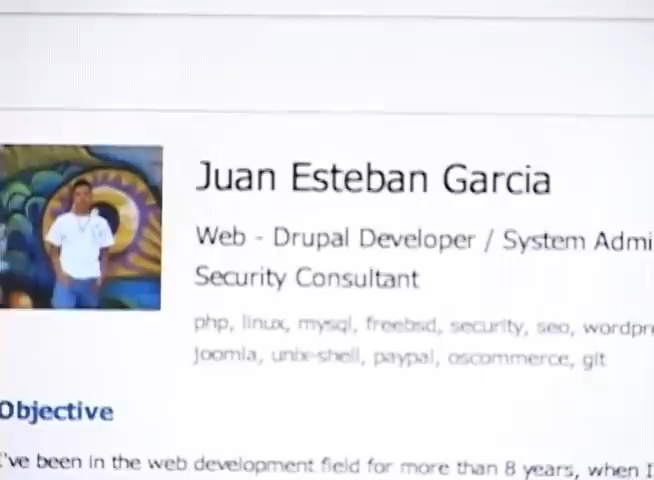 Juan Esteban Garcia
Web - Drupal Developer / System Admi
Security Consultant
php, linux, mysql, freebsd, security, seo, wordpre
joomla, unix-shell, paypal, oscommerce, git
Objective
I've been in the web development field for more than 8 years, when I